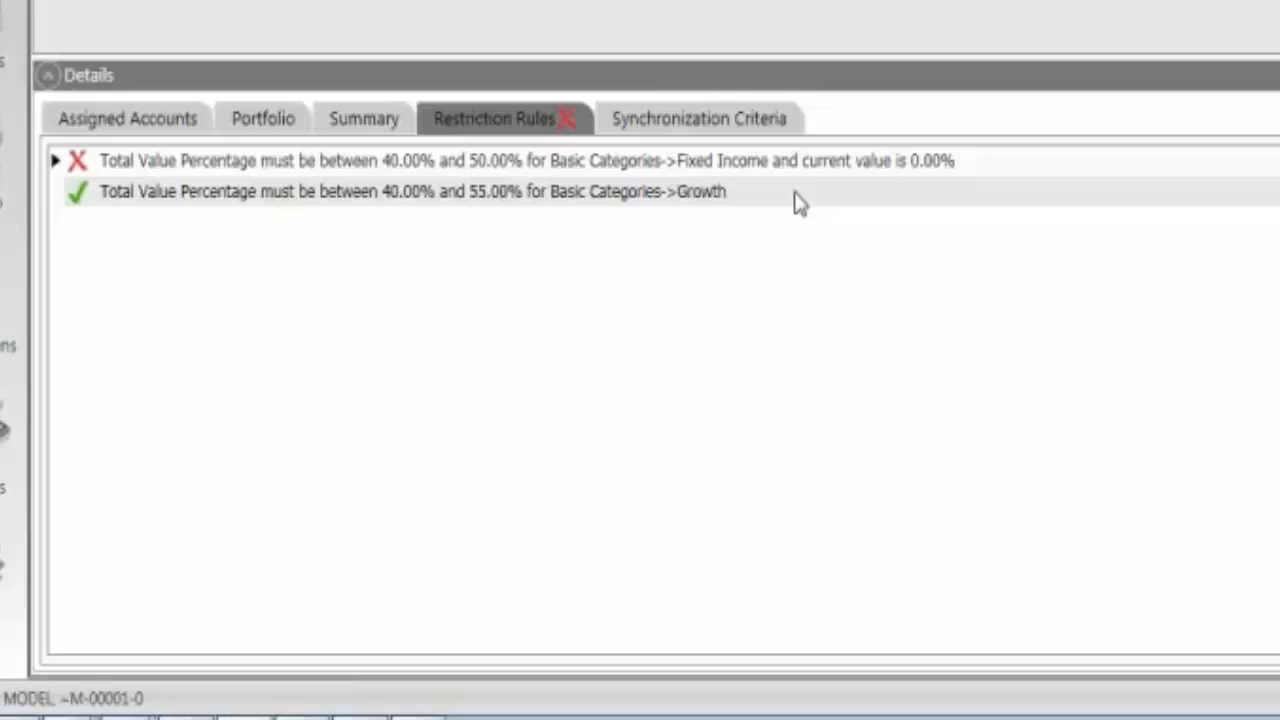 Details
Assigned Accounts Portfolio Summary Restriction Rules Synchronization Criteria
Total Value Percentage must be between 40.00% and 50.00% for Basic Categories->Fixed Income and current value is 0.00%
Total Value Percentage must be between 40.00% and 55.00% for Basic Categories->Growth
MODEL ~M-00001-0